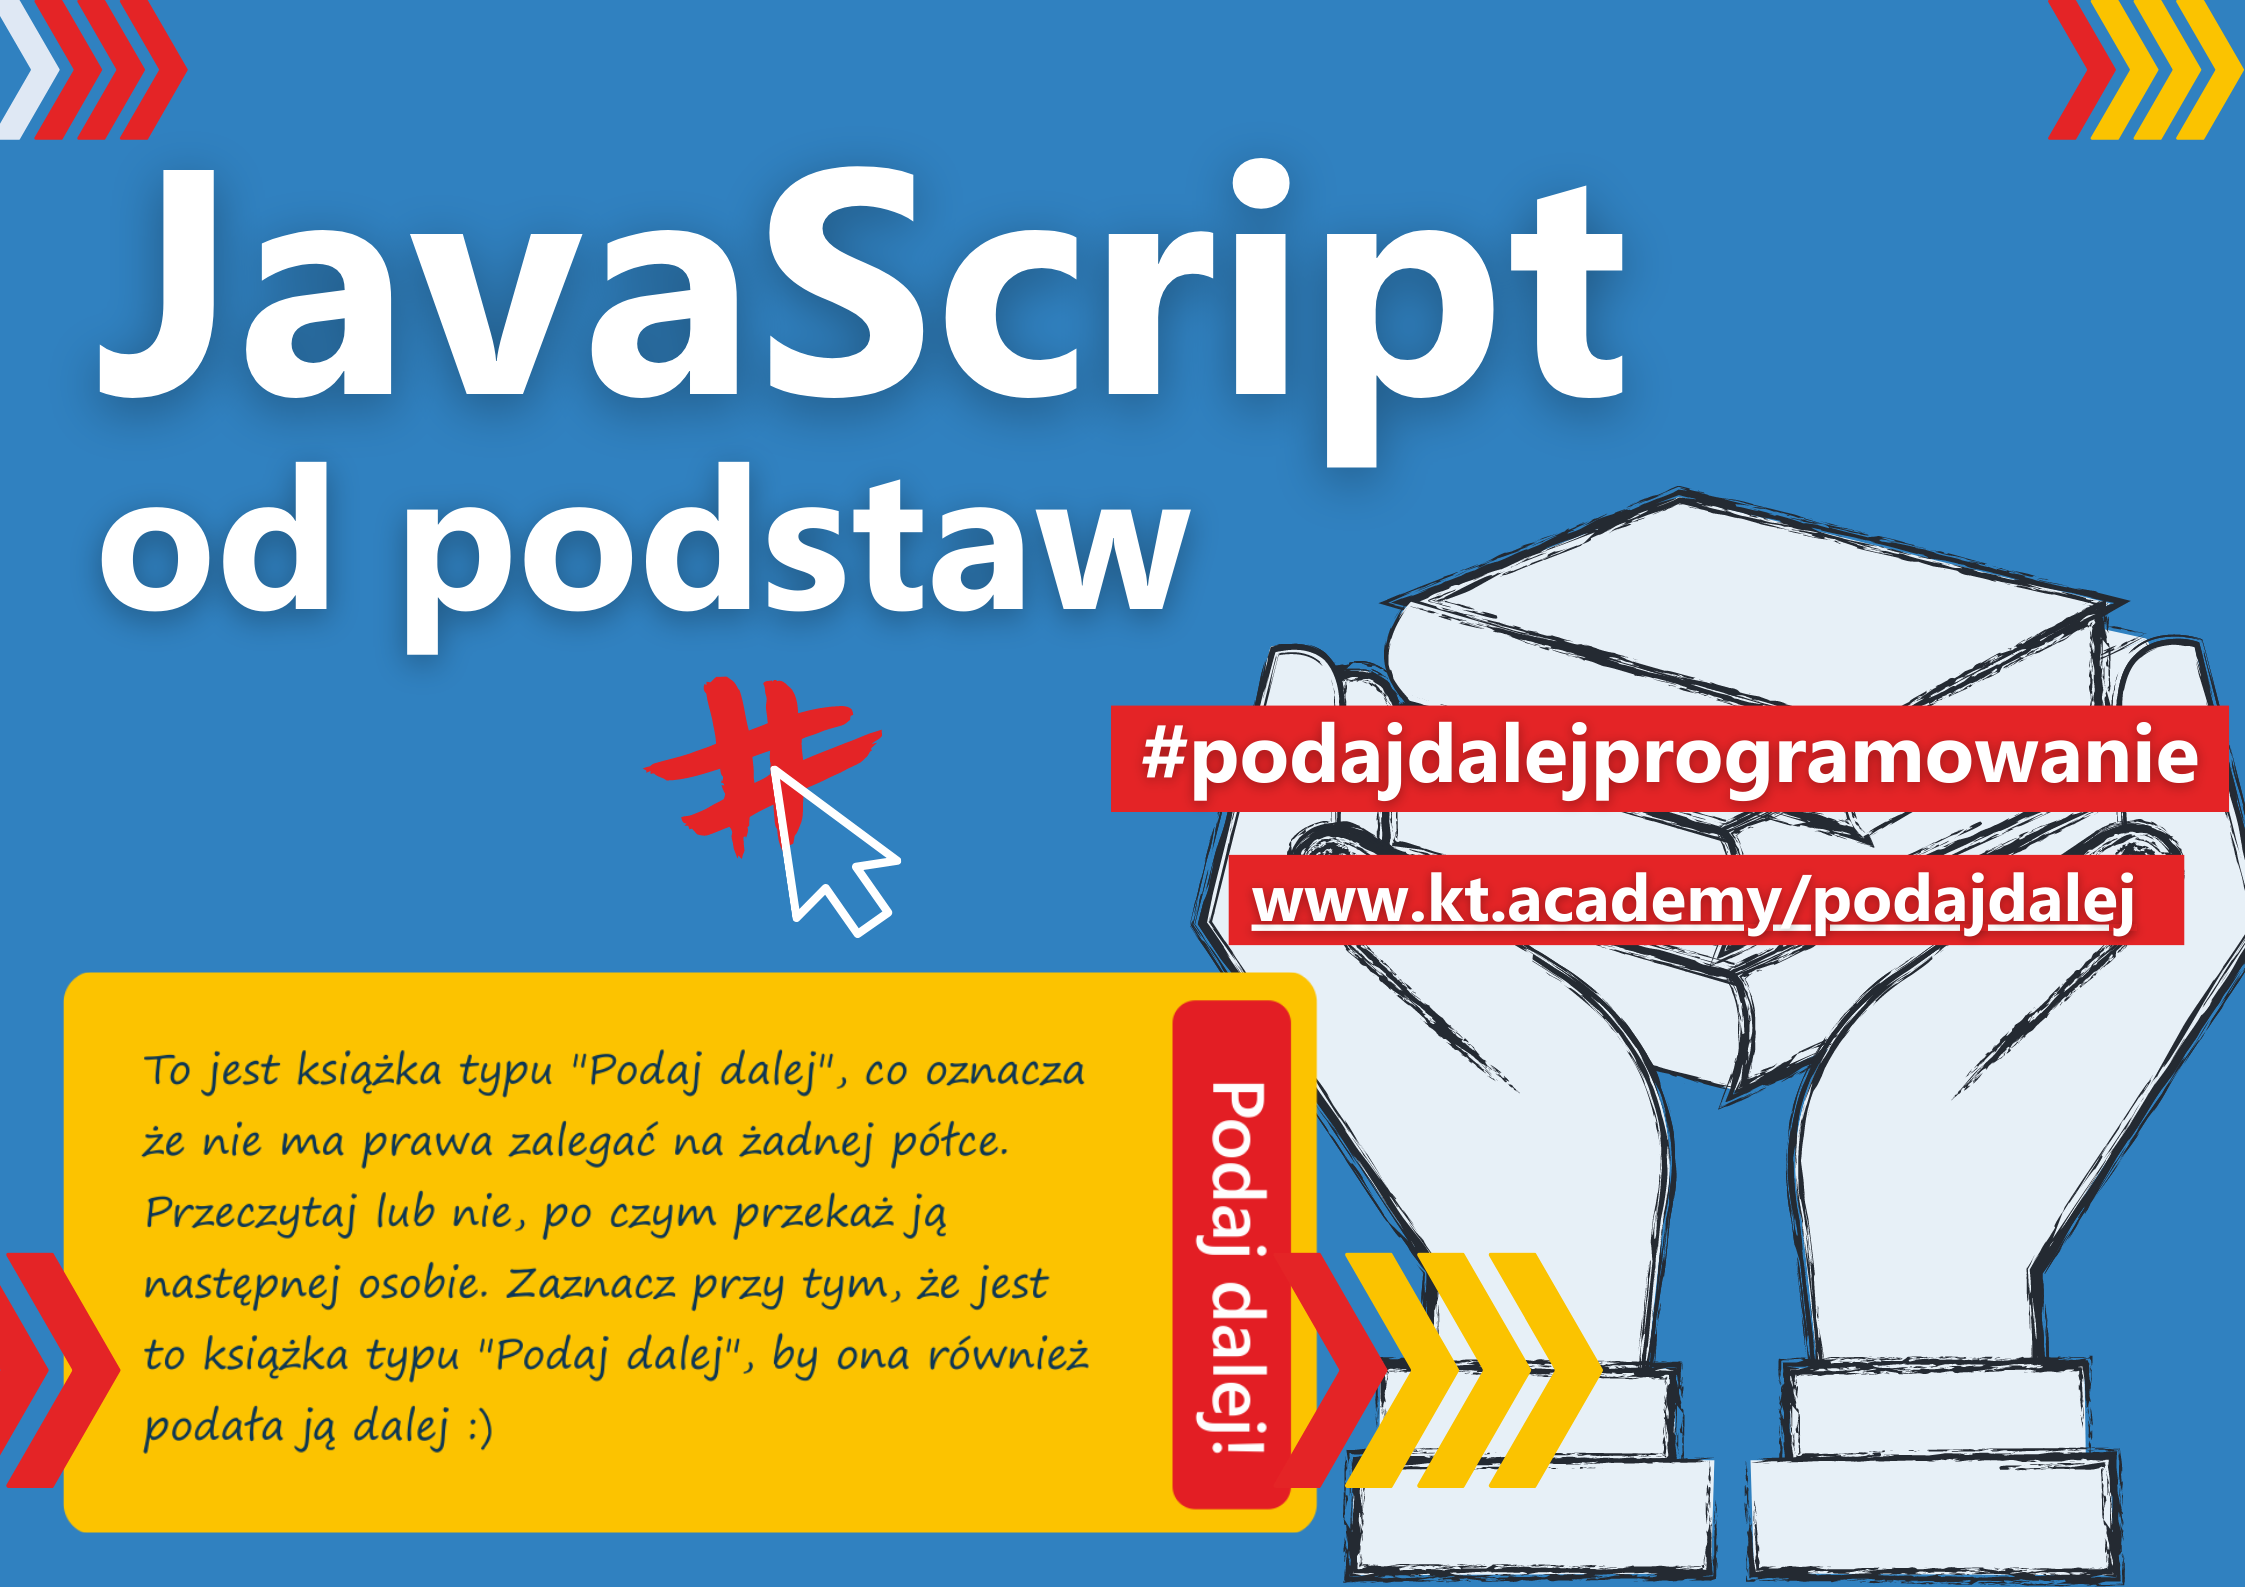 JavaScript
od podstaw
#podajdalejprogramowanie
www.kt.academy/podajdalej
To jest książka typu "Podaj dalej", co oznacza
że nie ma prawa zalegać na żadnej półce.
Przeczytaj lub nie, po czym przekaż ją
następnej osobie. Zaznacz przy tym, że jest
to książka typu "Podaj dalej", by ona również
podała ją dalej :)
Podaj dalej!